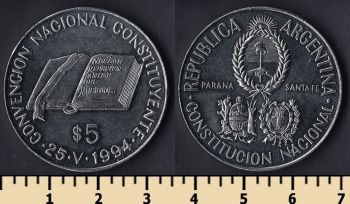 CONVENCION NACIONAL CONSTITUYENTE
$5
·25·V·1994·
REPUBLICA ARGENTINA
PARANA SANTA FE
CONSTITUCION NACIONAL
1 2 3 4 5 6 7